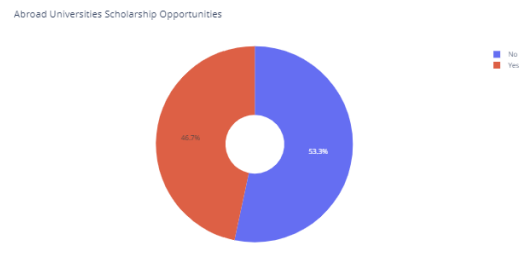 Abroad Universities Scholarship Opportunities
No
Yes
46.7%
53.3%